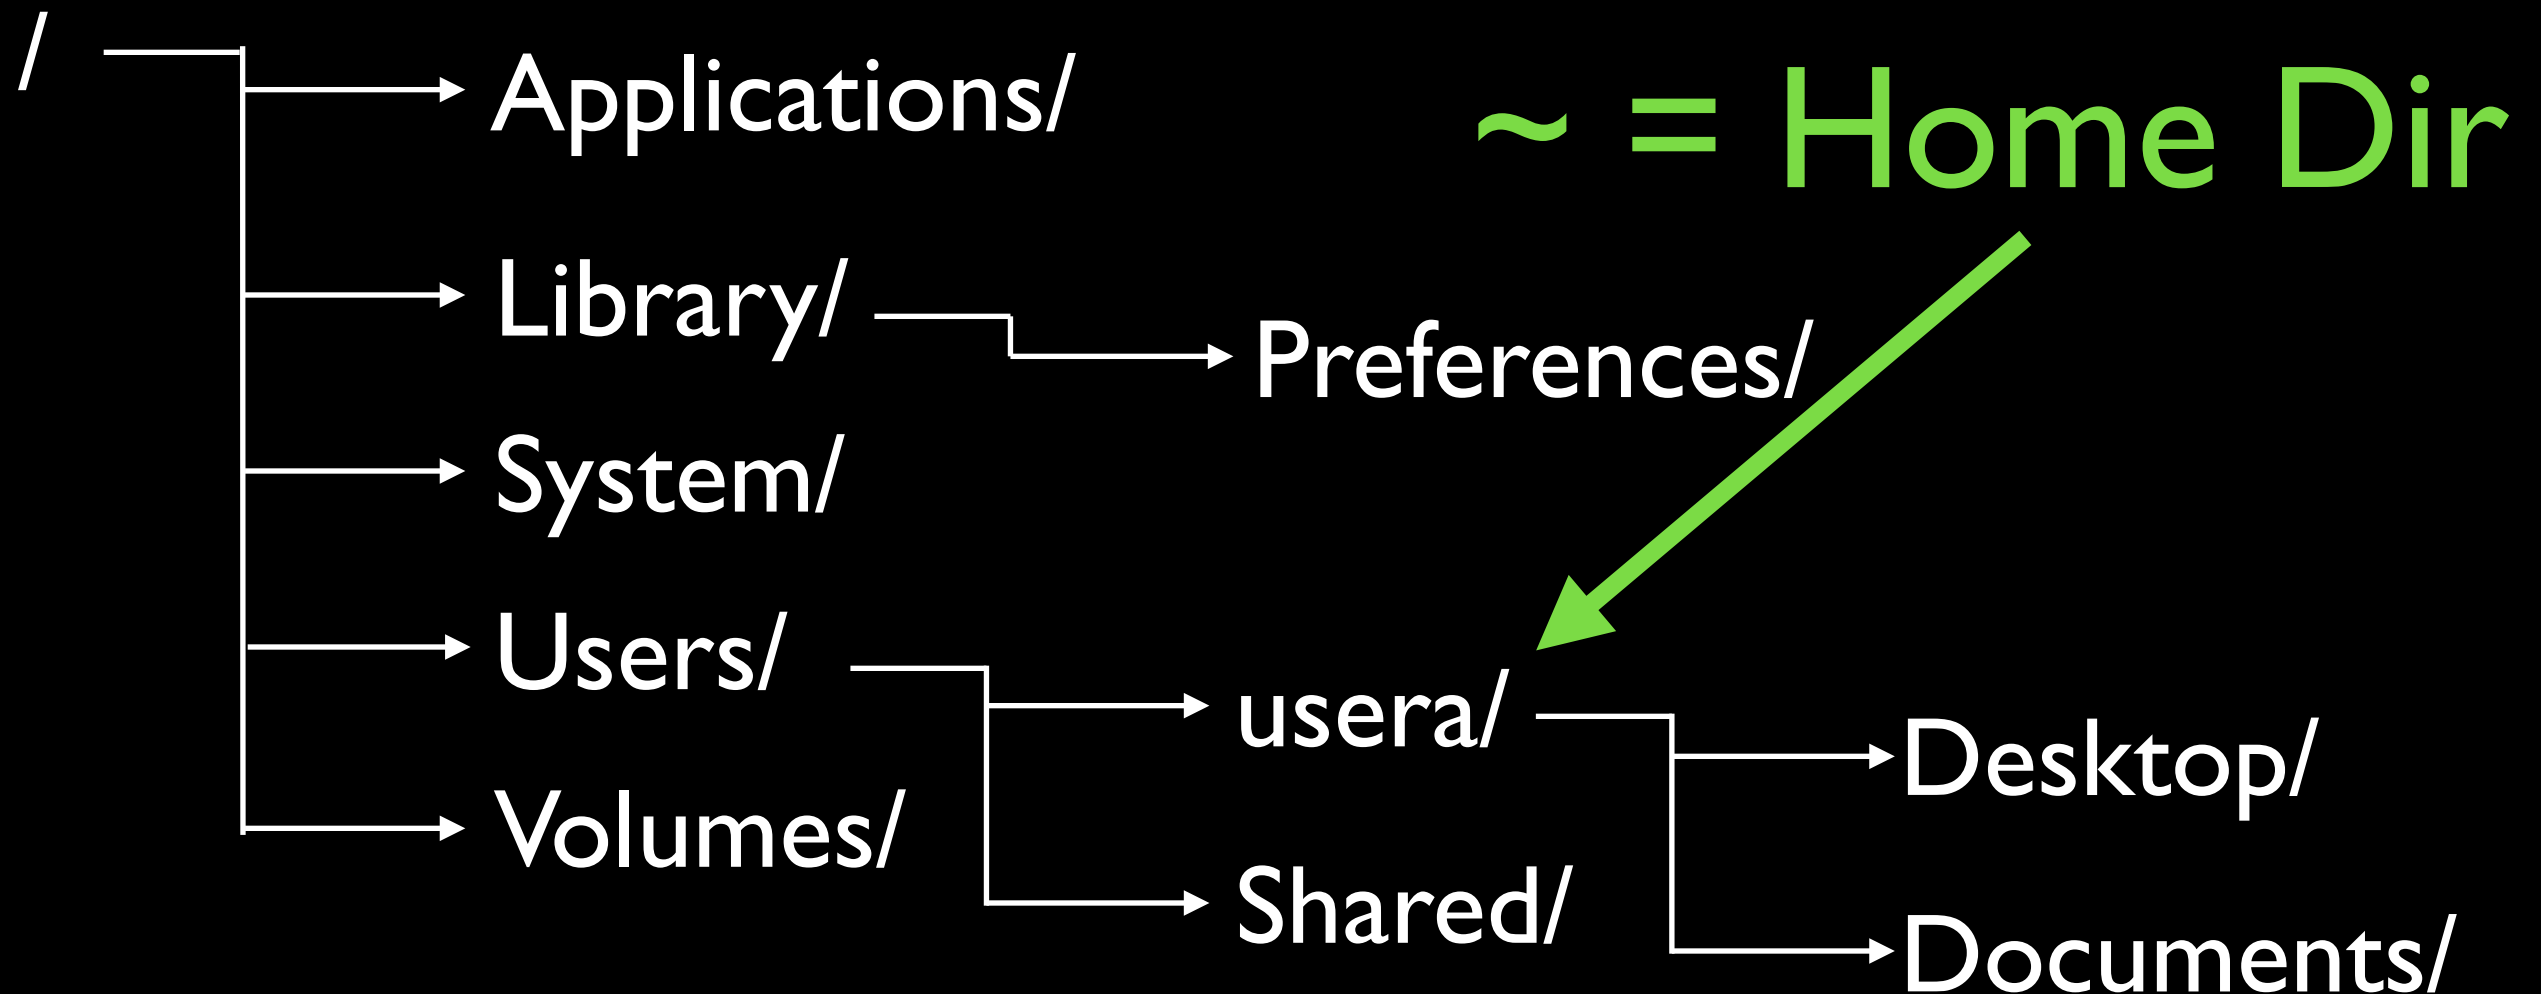 /
Applications/
~ = Home Dir
Library/
Preferences/
System/
Users/
usera/
Desktop/
Volumes/
Shared/
Documents/